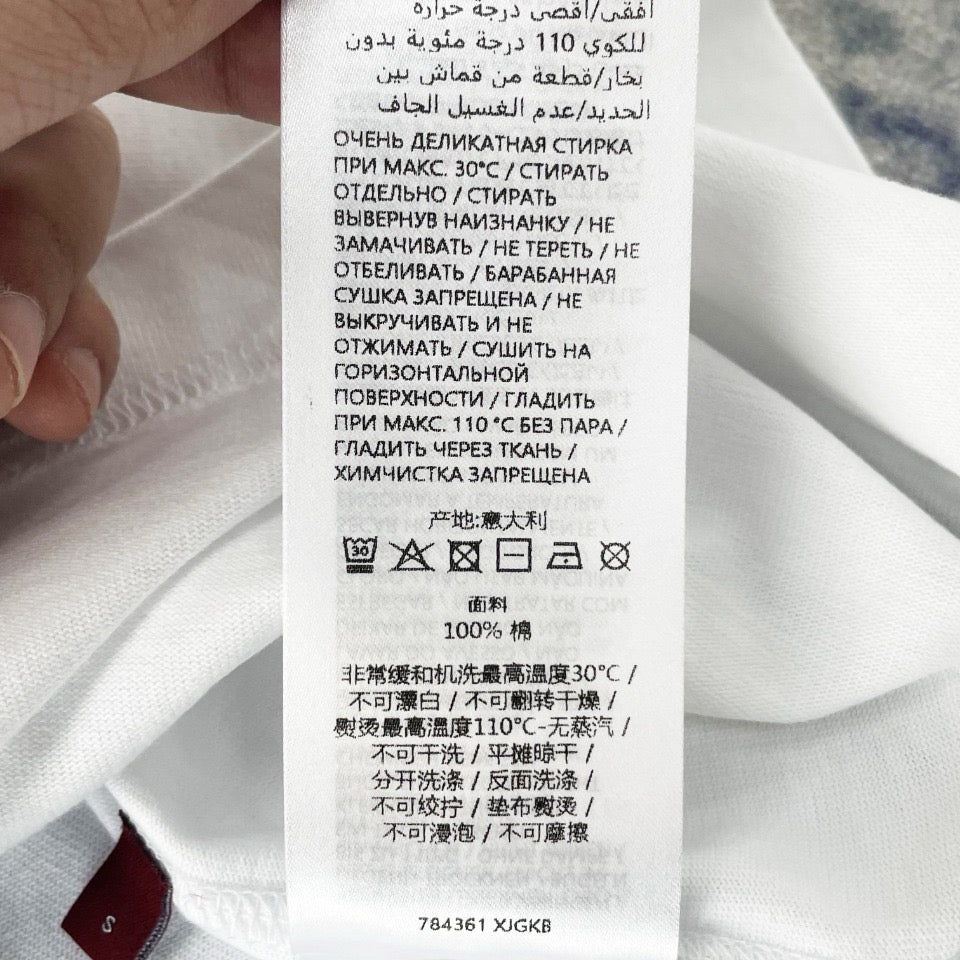 أفقي/أقصى درجة حرارة
للكوي 110 درجة مئوية بدون
بخار/قطعة من قماش بين
الحديد/عدم الغسيل الجاف
ОЧЕНЬ ДЕЛИКАТНАЯ СТИРКА
ПРИ МАКС. 30°C / СТИРАТЬ
ОТДЕЛЬНО / СТИРАТЬ
ВЫВЕРНУВ НАИЗНАНКУ / НЕ
ЗАМАЧИВАТЬ / НЕ ТЕРЕТЬ / НЕ
ОТБЕЛИВАТЬ / БАРАБАННАЯ
СУШКА ЗАПРЕЩЕНА / НЕ
ВЫКРУЧИВАТЬ И НЕ
ОТЖИМАТЬ / СУШИТЬ НА
ГОРИЗОНТАЛЬНОЙ
ПОВЕРХНОСТИ / ГЛАДИТЬ
ПРИ МАКС. 110 °C БЕЗ ПАРА /
ГЛАДИТЬ ЧЕРЕЗ ТКАНЬ /
ХИМЧИСТКА ЗАПРЕЩЕНА
产地:意大利
30
面料
100% 棉
非常缓和机洗最高温度30°C /
不可漂白 / 不可翻转干燥 /
熨烫最高温度110°C-无蒸汽 /
不可干洗 / 平摊晾干 /
分开洗涤 / 反面洗涤 /
不可绞拧 / 垫布熨烫 /
不可浸泡 / 不可摩擦
784361 XJGKB
S